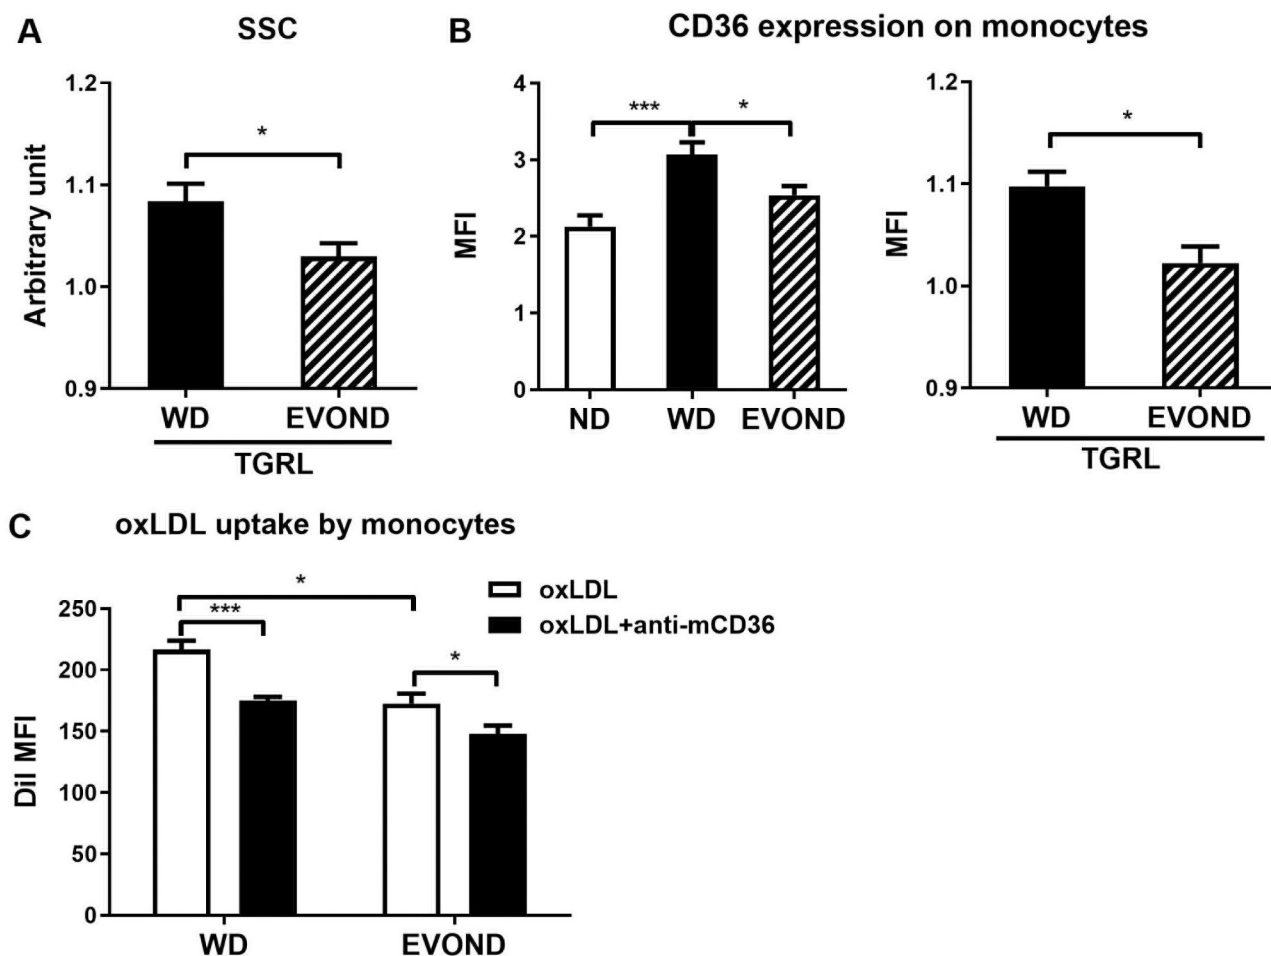 A
SSC
1.2
1.1
1.0
0.9
Arbitrary unit
*
WD
EVOND
TGRL
B
CD36 expression on monocytes
4
3
2
1
0
MFI
***
*
ND
WD
EVOND
1.2
1.1
1.0
0.9
MFI
*
WD
EVOND
TGRL
C
oxLDL uptake by monocytes
oxLDL
oxLDL+anti-mCD36
250
200
150
100
50
0
Dil MFI
*
***
*
WD
EVOND